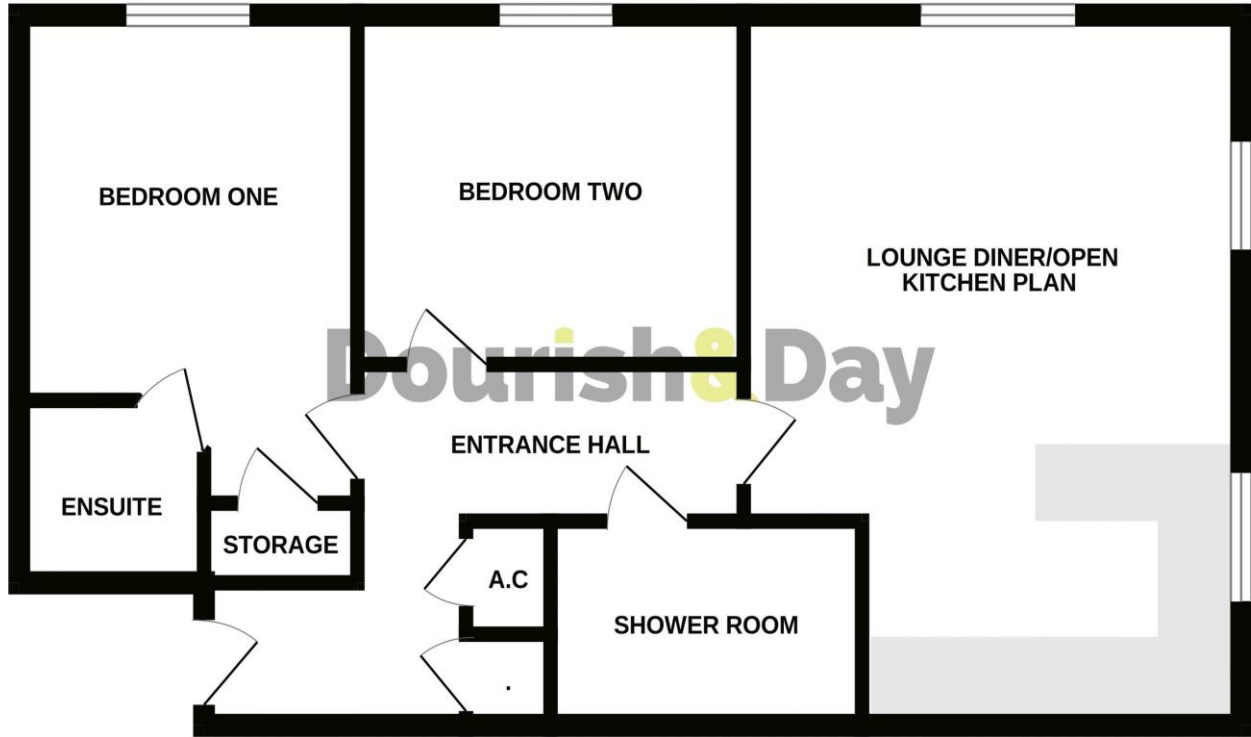 BEDROOM ONE
BEDROOM TWO
LOUNGE DINER/OPEN
KITCHEN PLAN
Dourish&Day
ENTRANCE HALL
ENSUITE
STORAGE
A.C
SHOWER ROOM
.